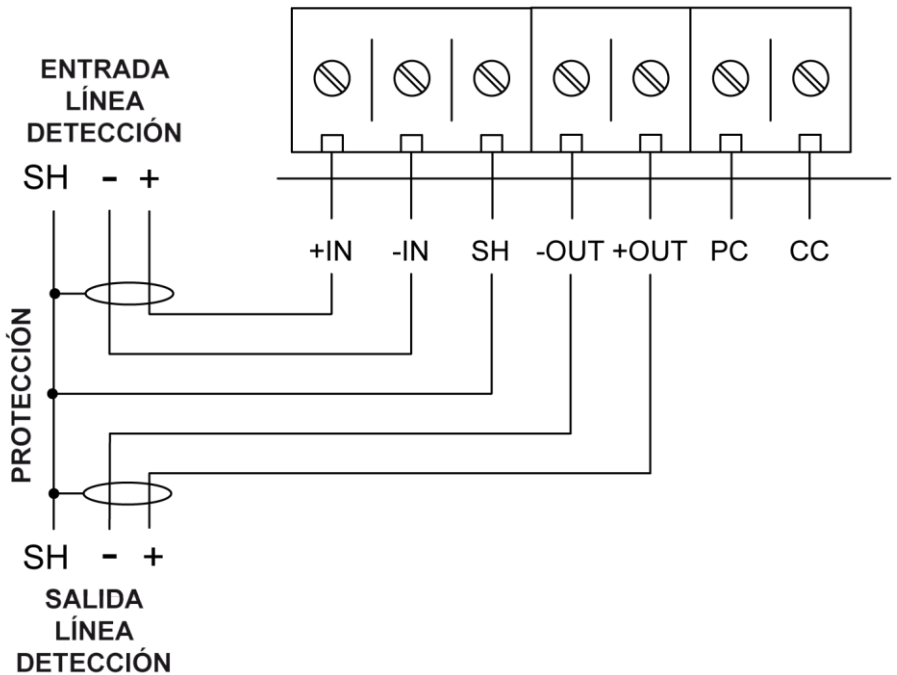 ENTRADA
LÍNEA
DETECCIÓN
SH - +
+IN -IN SH -OUT +OUT PC CC
PROTECCIÓN
SH - +
SALIDA
LÍNEA
DETECCIÓN